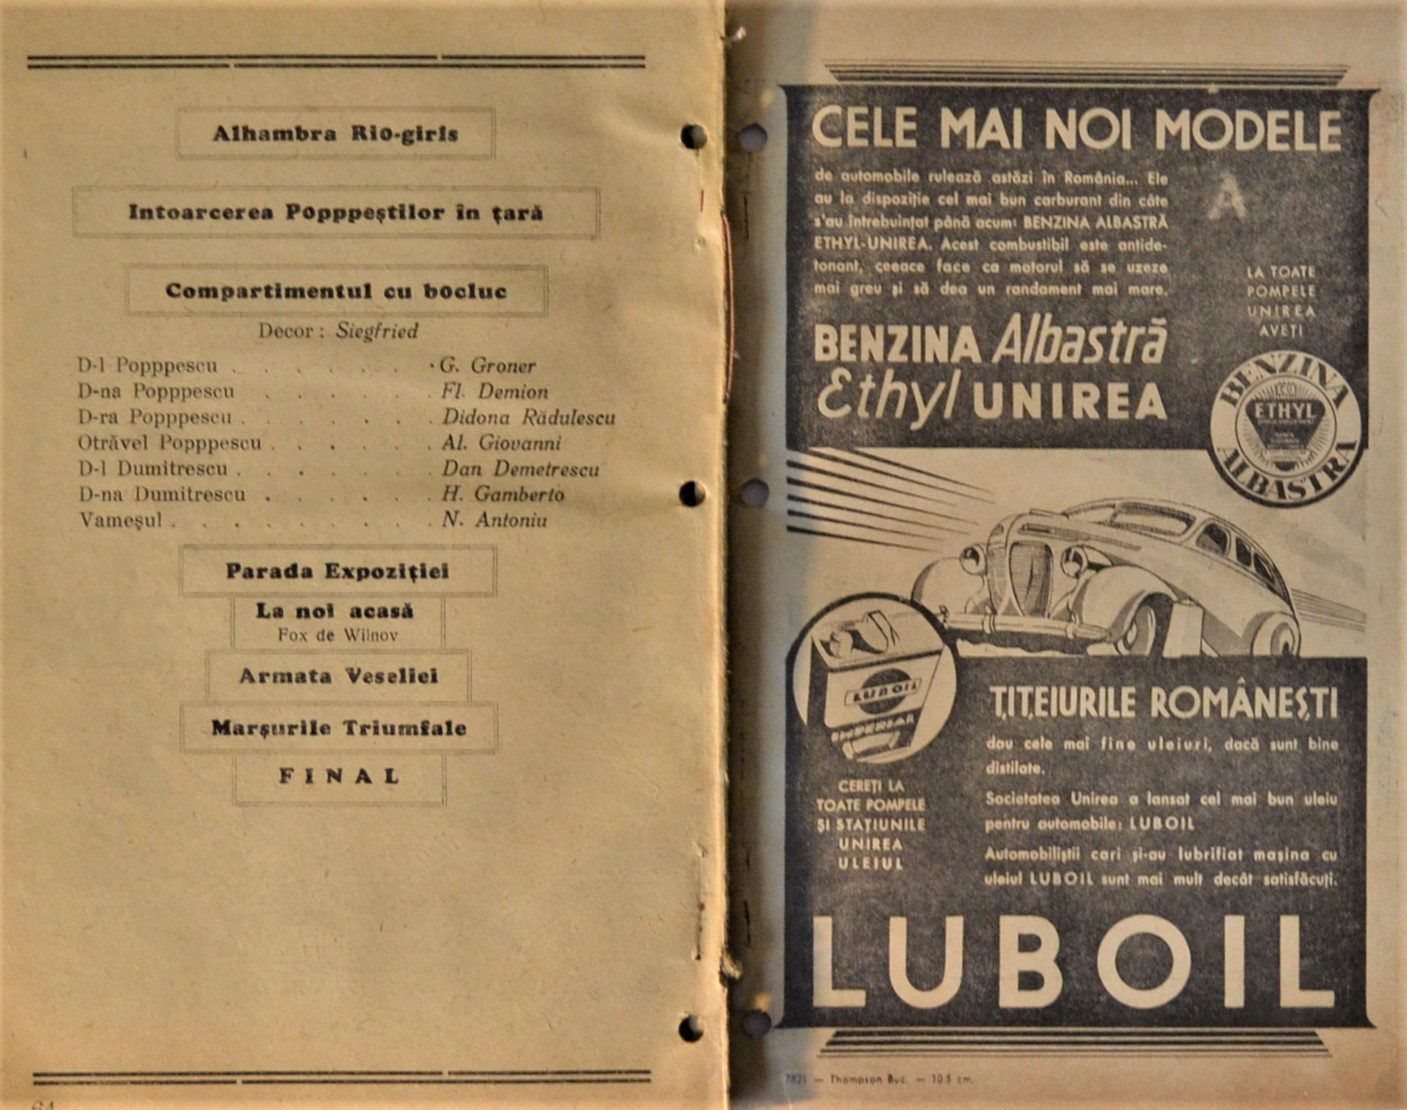 Alhambra Rio-girls
Intoarcerea Popppeştilor în ţară
Compartimentul cu bocluc
Decor : Siegfried
D-l Popppescu . . . . . . . G. Groner
D-na Popppescu . . . . . . Fl. Demion
D-ra Popppescu . . . . . . . Didona Rădulescu
Otrăvel Popppescu . . . . . . Al. Giovanni
D-l Dumitrescu . . . . . . . Dan Demetrescu
D-na Dumitrescu . . . . . . H. Gamberto
Vameşul . . . . . . . . . N. Antoniu
Parada Expoziţiei
La noi acasă
Fox de Wilnov
Armata Veseliei
Marşurile Triumfale
FINAL
64
CELE MAI NOI MODELE
de automobile rulează astăzi în România... Ele
au la dispoziţie cel mai bun carburant din câte
s'au întrebuinţat până acum: BENZINA ALBASTRĂ
ETHYL-UNIREA. Acest combustibil este antide-
tonant, ceeace face ca motorul să se uzeze
mai greu şi să dea un randament mai mare.
A
LA TOATE
POMPELE
UNIREA
AVEŢI
BENZINA Albastră
Ethyl UNIREA
BENZINA
ETHYL
ALBASTRA
LUBOIL
IMPERIAL
ŢIŢEIURILE ROMÂNEŞTI
dau cele mai fine uleiuri, dacă sunt bine
distilate.
Societatea Unirea a lansat cel mai bun uleiu
pentru automobile: LUBOIL
Automobiliştii cari şi-au lubrifiat maşina cu
uleiul LUBOIL sunt mai mult decât satisfăcuţi.
CEREŢI LA
TOATE POMPELE
ŞI STAŢIUNILE
UNIREA
ULEIUL
LUBOIL
— Thompson Buc. — 10.5 cm.